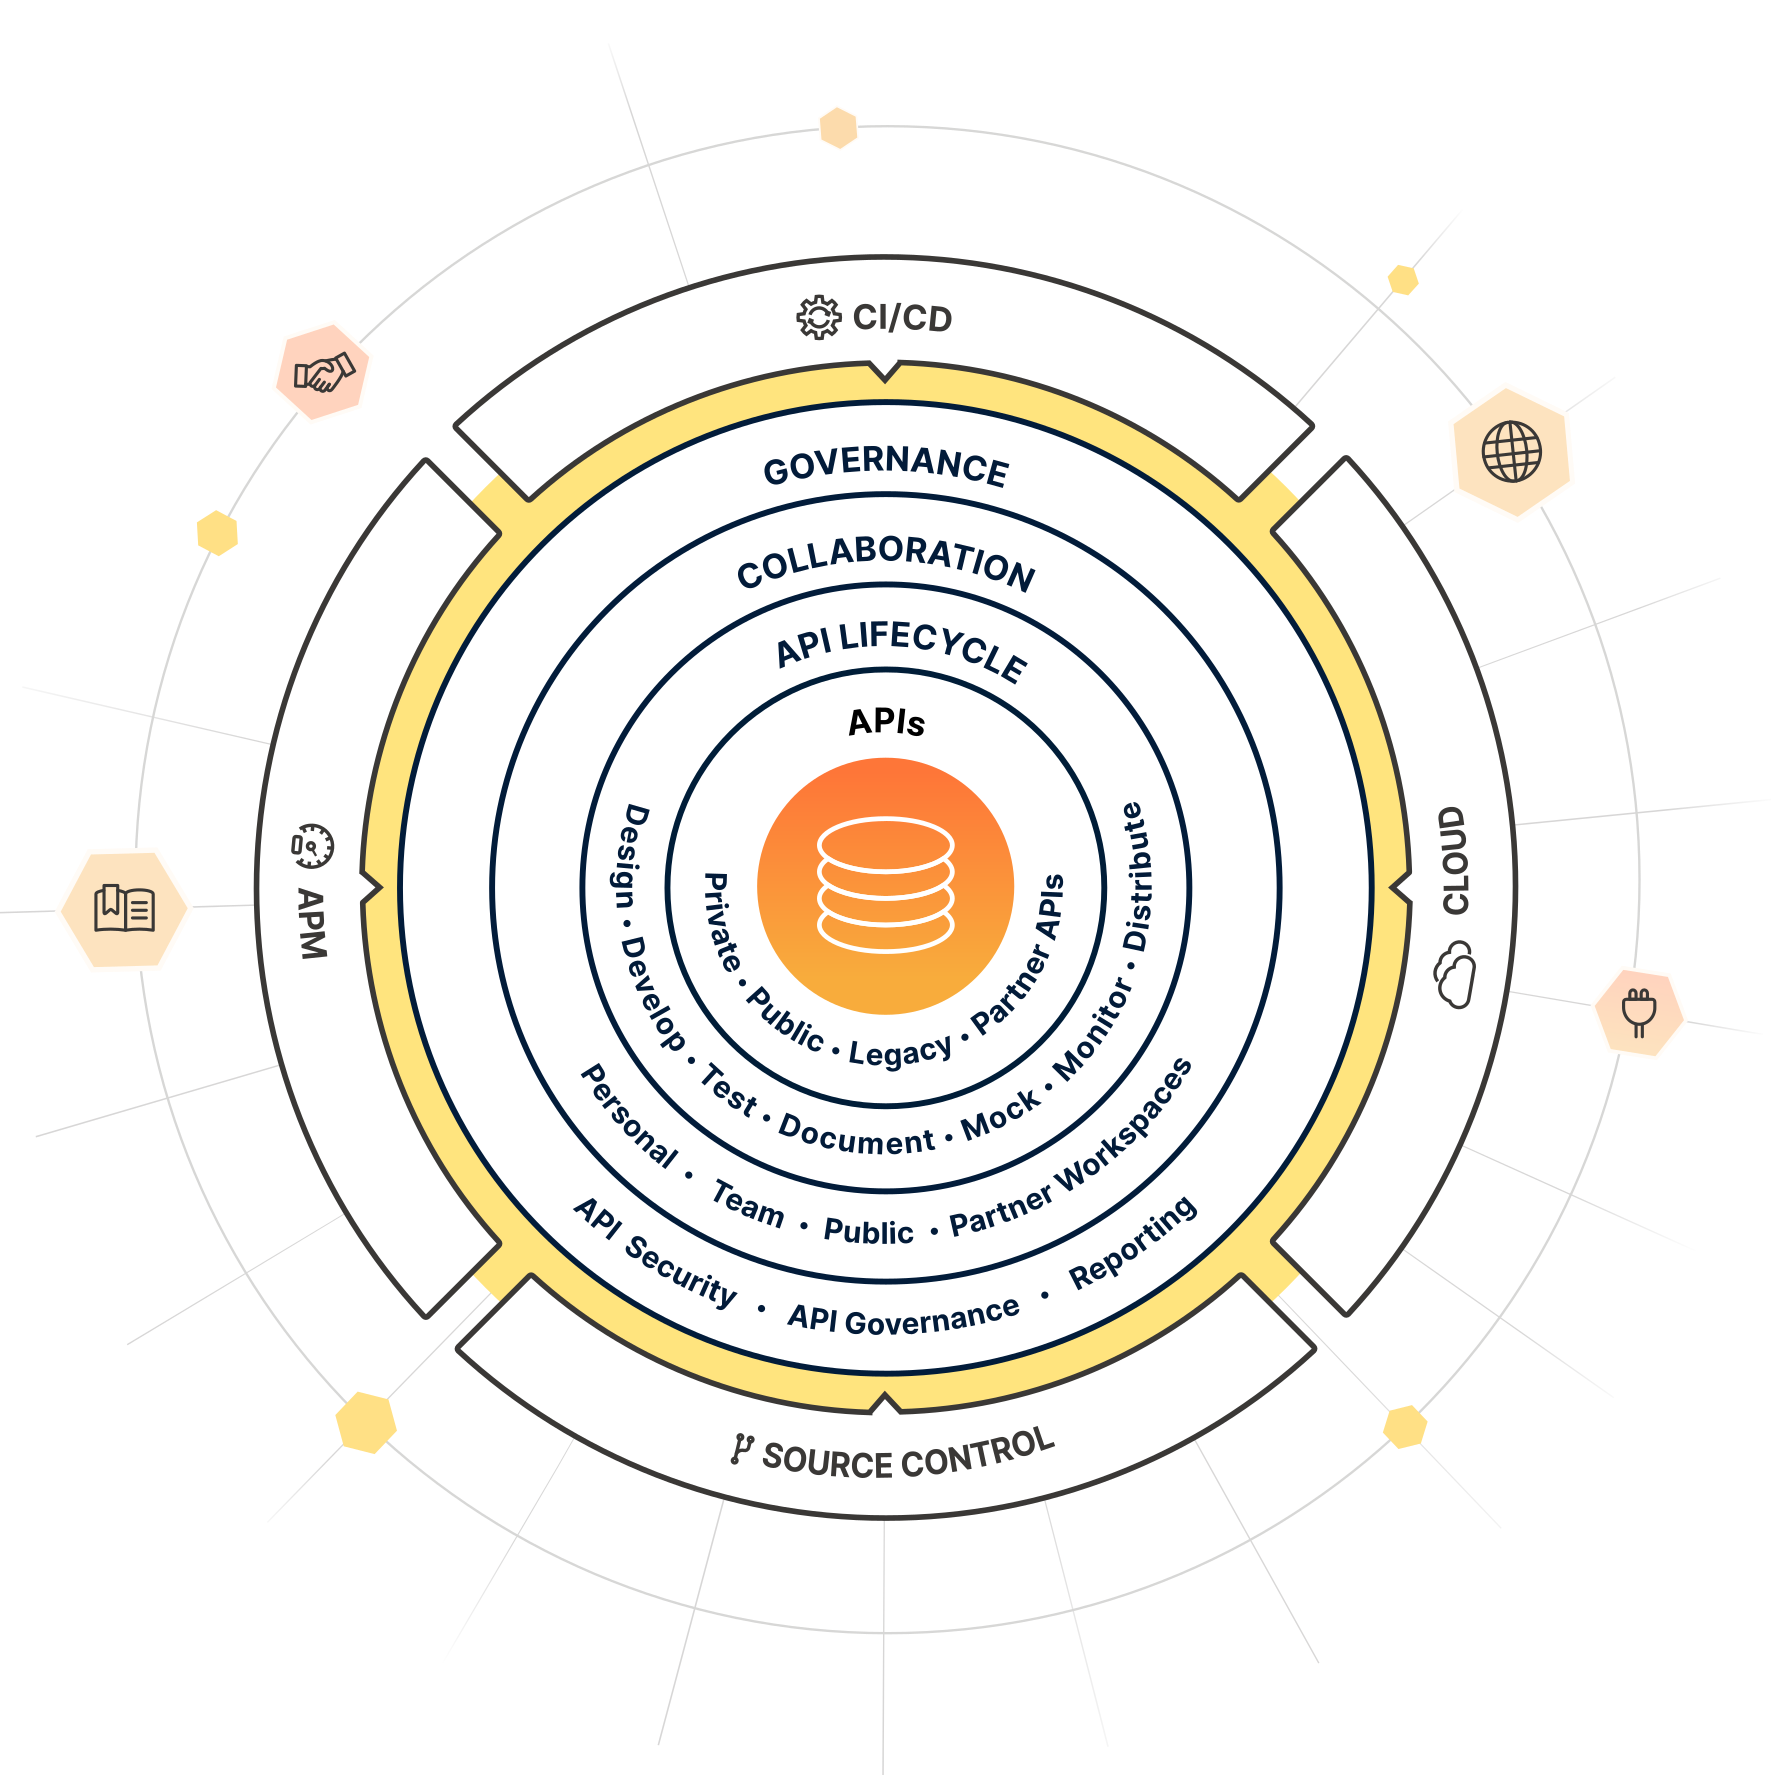 CI/CD
GOVERNANCE
COLLABORATION
API LIFECYCLE
APIs
Private • Public • Legacy • Partner APIs
Design • Develop • Test • Document • Mock • Monitor • Distribute
Personal • Team • Public • Partner Workspaces
API Security • API Governance • Reporting
APM
CLOUD
SOURCE CONTROL